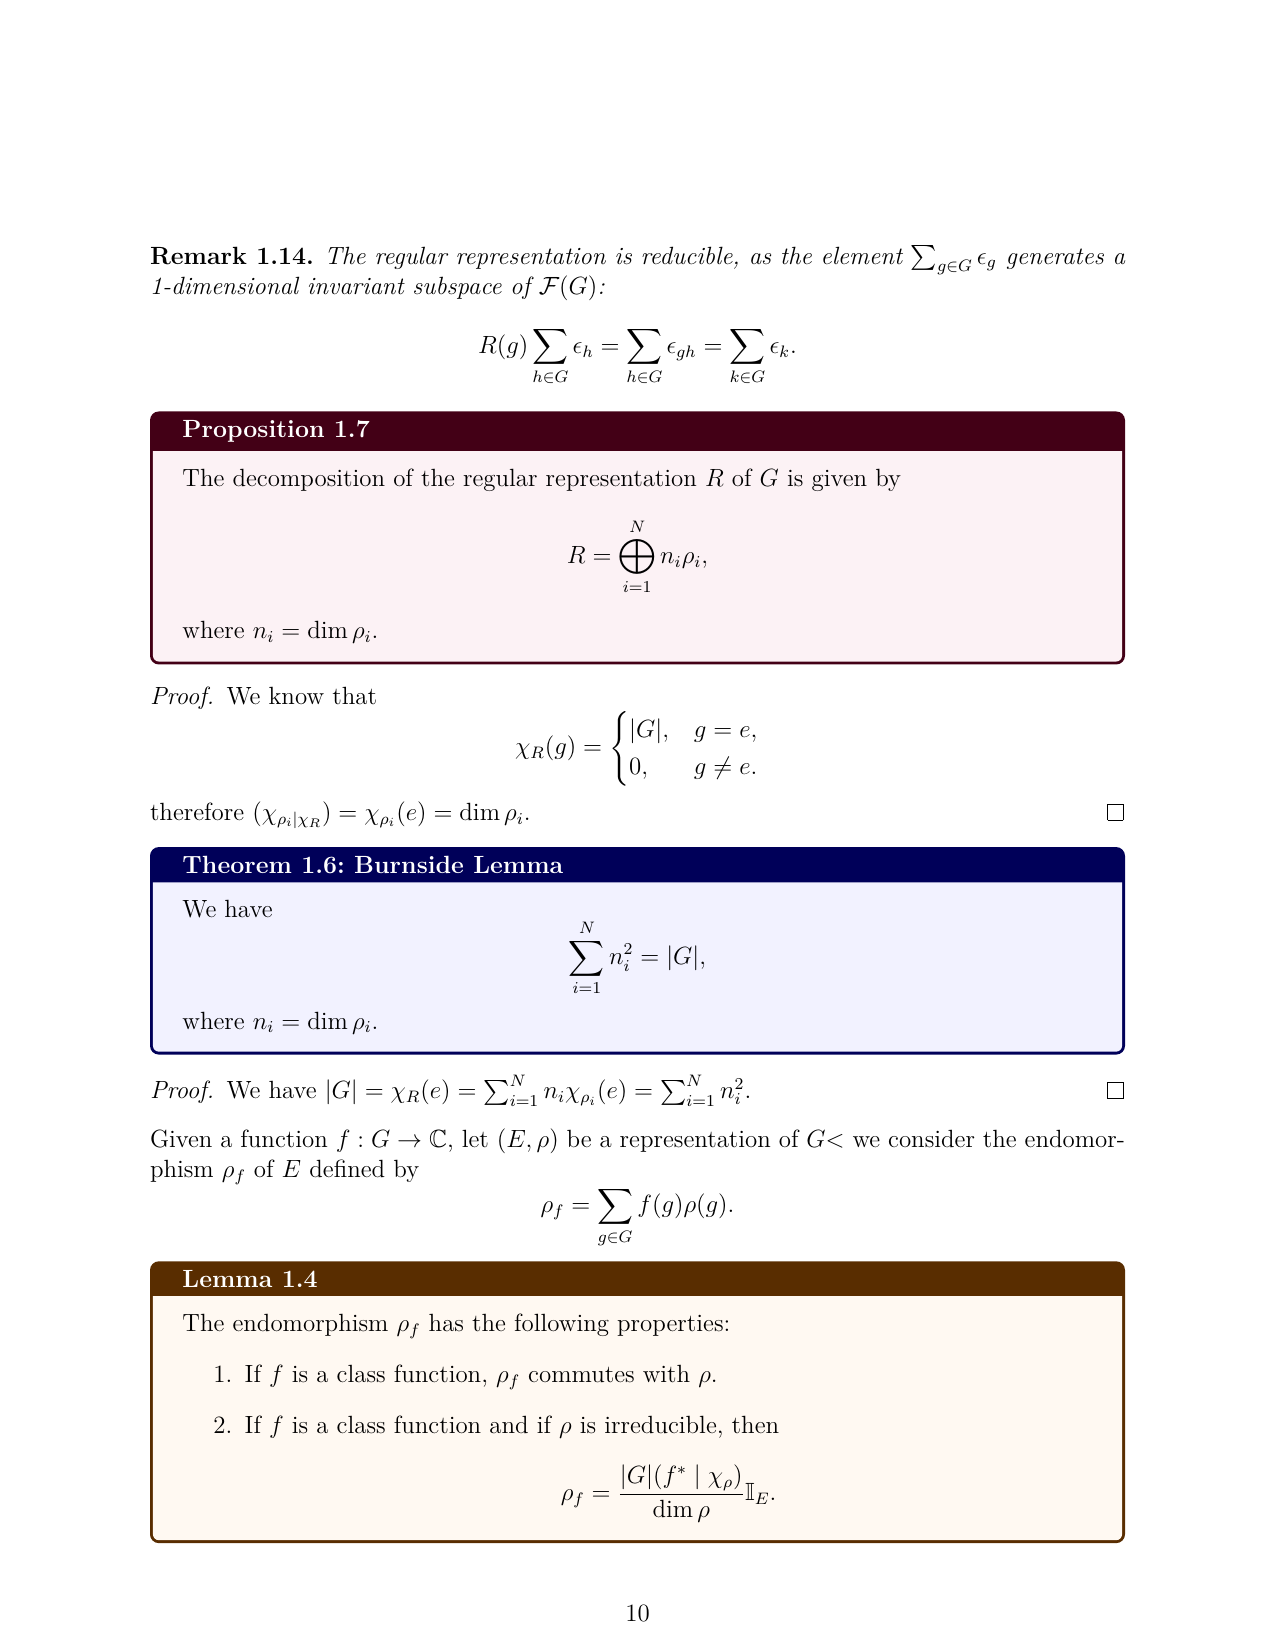 Remark 1.14. The regular representation is reducible, as the element $\sum_{g \in G} \epsilon_g$ generates a
1-dimensional invariant subspace of $\mathcal{F}(G)$:
$$R(g) \sum_{h \in G} \epsilon_h = \sum_{h \in G} \epsilon_{gh} = \sum_{k \in G} \epsilon_k.$$
Proposition 1.7
The decomposition of the regular representation $R$ of $G$ is given by
$$R = \bigoplus_{i=1}^{N} n_i \rho_i,$$
where $n_i = \dim \rho_i$.
Proof. We know that
$$\chi_R(g) = \begin{cases} |G|, & g = e, \\ 0, & g \neq e. \end{cases}$$
therefore $(\chi_{\rho_i | \chi_R}) = \chi_{\rho_i}(e) = \dim \rho_i$. □
Theorem 1.6: Burnside Lemma
We have
$$\sum_{i=1}^{N} n_i^2 = |G|,$$
where $n_i = \dim \rho_i$.
Proof. We have $|G| = \chi_R(e) = \sum_{i=1}^{N} n_i \chi_{\rho_i}(e) = \sum_{i=1}^{N} n_i^2$. □
Given a function $f : G \to \mathbb{C}$, let $(E, \rho)$ be a representation of $G$< we consider the endomor-
phism $\rho_f$ of $E$ defined by
$$\rho_f = \sum_{g \in G} f(g)\rho(g).$$
Lemma 1.4
The endomorphism $\rho_f$ has the following properties:
1. If $f$ is a class function, $\rho_f$ commutes with $\rho$.
2. If $f$ is a class function and if $\rho$ is irreducible, then
$$\rho_f = \frac{|G|(f^* \mid \chi_\rho)}{\dim \rho} \mathbb{I}_E.$$
10